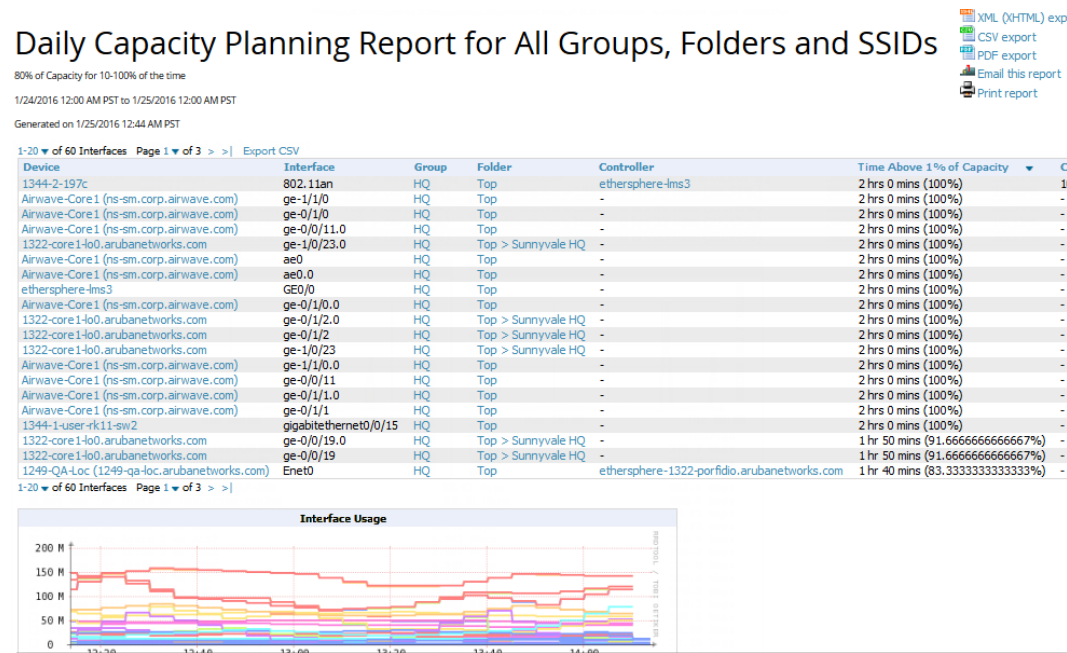 XML (XHTML) exp
CSV export
PDF export
Email this report
Print report
Daily Capacity Planning Report for All Groups, Folders and SSIDs
80% of Capacity for 10-100% of the time
1/24/2016 12:00 AM PST to 1/25/2016 12:00 AM PST
Generated on 1/25/2016 12:44 AM PST
1-20 ▼ of 60 Interfaces Page 1 ▼ of 3 > >| Export CSV
Device Interface Group Folder Controller Time Above 1% of Capacity ▼ C
1344-2-197c 802.11an HQ Top ethersphere-lms3 2 hrs 0 mins (100%) 1
Airwave-Core1 (ns-sm.corp.airwave.com) ge-1/1/0 HQ Top - 2 hrs 0 mins (100%) -
Airwave-Core1 (ns-sm.corp.airwave.com) ge-0/1/0 HQ Top - 2 hrs 0 mins (100%) -
Airwave-Core1 (ns-sm.corp.airwave.com) ge-0/0/11.0 HQ Top - 2 hrs 0 mins (100%) -
1322-core1-lo0.arubanetworks.com ge-1/0/23.0 HQ Top > Sunnyvale HQ - 2 hrs 0 mins (100%) -
Airwave-Core1 (ns-sm.corp.airwave.com) ae0 HQ Top - 2 hrs 0 mins (100%) -
Airwave-Core1 (ns-sm.corp.airwave.com) ae0.0 HQ Top - 2 hrs 0 mins (100%) -
ethersphere-lms3 GE0/0 HQ Top - 2 hrs 0 mins (100%) -
Airwave-Core1 (ns-sm.corp.airwave.com) ge-0/1/0.0 HQ Top - 2 hrs 0 mins (100%) -
1322-core1-lo0.arubanetworks.com ge-0/1/2.0 HQ Top > Sunnyvale HQ - 2 hrs 0 mins (100%) -
1322-core1-lo0.arubanetworks.com ge-0/1/2 HQ Top > Sunnyvale HQ - 2 hrs 0 mins (100%) -
1322-core1-lo0.arubanetworks.com ge-1/0/23 HQ Top > Sunnyvale HQ - 2 hrs 0 mins (100%) -
Airwave-Core1 (ns-sm.corp.airwave.com) ge-1/1/0.0 HQ Top - 2 hrs 0 mins (100%) -
Airwave-Core1 (ns-sm.corp.airwave.com) ge-0/0/11 HQ Top - 2 hrs 0 mins (100%) -
Airwave-Core1 (ns-sm.corp.airwave.com) ge-0/1/1.0 HQ Top - 2 hrs 0 mins (100%) -
Airwave-Core1 (ns-sm.corp.airwave.com) ge-0/1/1 HQ Top - 2 hrs 0 mins (100%) -
1344-1-user-rk11-sw2 gigabitethernet0/0/15 HQ Top - 2 hrs 0 mins (100%) -
1322-core1-lo0.arubanetworks.com ge-0/0/19.0 HQ Top > Sunnyvale HQ - 1 hr 50 mins (91.6666666666667%) -
1322-core1-lo0.arubanetworks.com ge-0/0/19 HQ Top > Sunnyvale HQ - 1 hr 50 mins (91.6666666666667%) -
1249-QA-Loc (1249-qa-loc.arubanetworks.com) Enet0 HQ Top ethersphere-1322-porfidio.arubanetworks.com 1 hr 40 mins (83.3333333333333%) -
1-20 ▼ of 60 Interfaces Page 1 ▼ of 3 > >|
Interface Usage
200 M
150 M
100 M
50 M
0
12:20 12:40 13:00 13:20 13:40 14:00
RRDTOOL / TOBI OETIKER